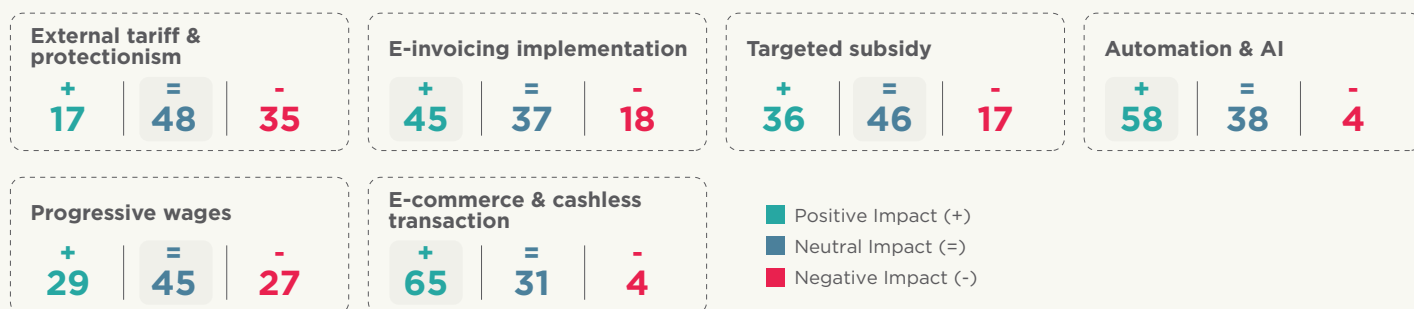 External tariff &
protectionism
+ = -
17 48 35
E-invoicing implementation
+ = -
45 37 18
Targeted subsidy
+ = -
36 46 17
Automation & AI
+ = -
58 38 4
Progressive wages
+ = -
29 45 27
E-commerce & cashless
transaction
+ = -
65 31 4
Positive Impact (+)
Neutral Impact (=)
Negative Impact (-)